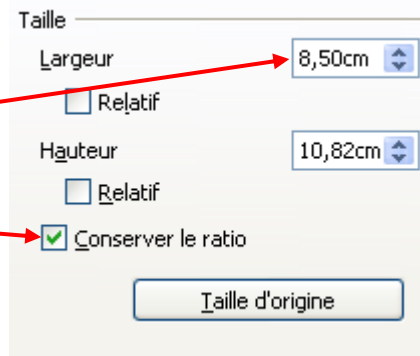 Taille
Largeur 8,50cm
Relatif
Hauteur 10,82cm
Relatif
Conserver le ratio
Taille d'origine